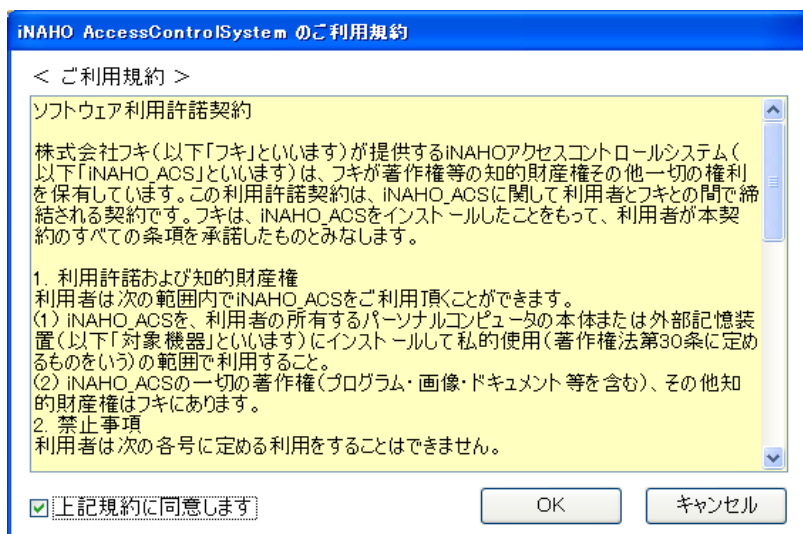 iNAHO AccessControlSystem のご利用規約
< ご利用規約 >
ソフトウェア利用許諾契約
株式会社フキ(以下「フキ」といいます)が提供するiNAHOアクセスコントロールシステム(
以下「iNAHO_ACS」といいます)は、フキが著作権等の知的財産権その他一切の権利
を保有しています。この利用許諾契約は、iNAHO_ACSに関して利用者とフキとの間で締
結される契約です。フキは、iNAHO_ACSをインストールしたことをもって、利用者が本契
約のすべての条項を承諾したものとみなします。
1. 利用許諾および知的財産権
利用者は次の範囲内でiNAHO_ACSをご利用頂くことができます。
(1) iNAHO_ACSを、利用者の所有するパーソナルコンピュータの本体または外部記憶装
置(以下「対象機器」といいます)にインストールして私的使用(著作権法第30条に定め
るものをいう)の範囲で利用すること。
(2) iNAHO_ACSの一切の著作権(プログラム・画像・ドキュメント等を含む)、その他知
的財産権はフキにあります。
2. 禁止事項
利用者は次の各号に定める利用をすることはできません。
上記規約に同意します
OK
キャンセル